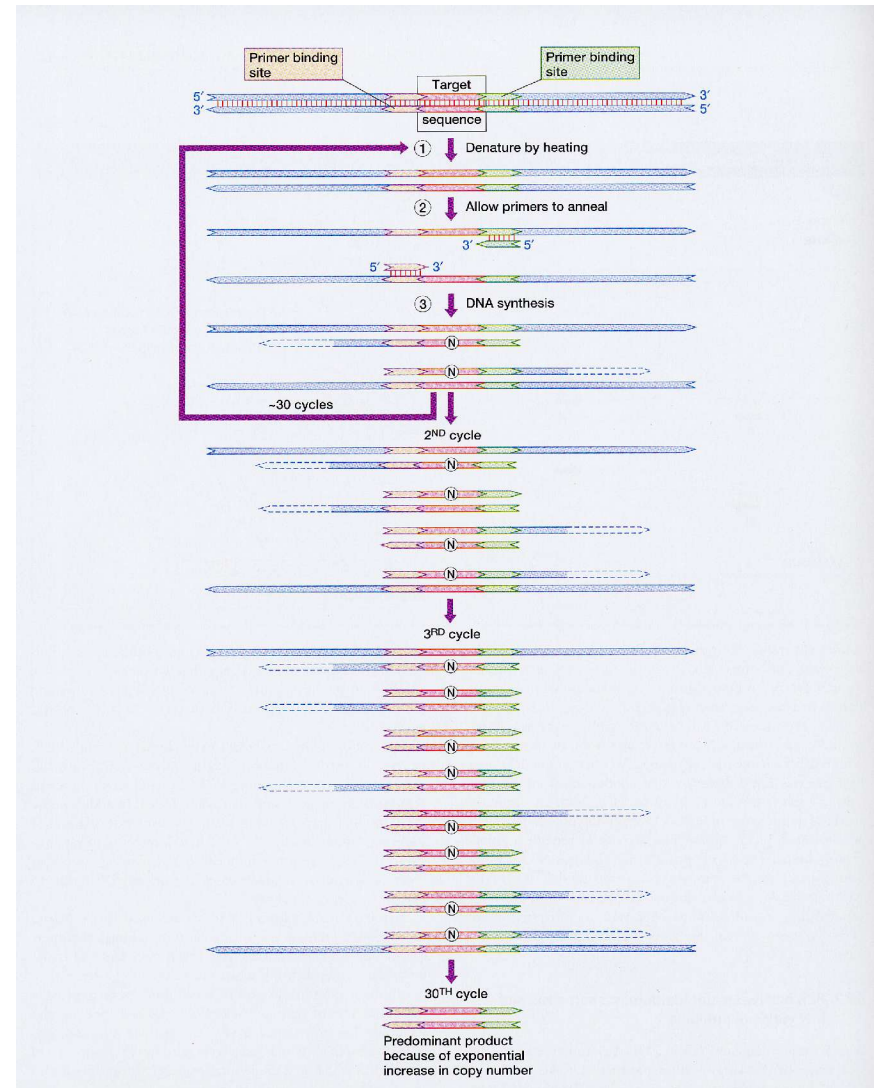 Primer binding
site
Primer binding
site
Target
5′
3′
3′
5′
sequence
1 Denature by heating
2 Allow primers to anneal
3′ 5′
5′ 3′
3 DNA synthesis
N
N
~30 cycles
2ND cycle
N
N
N
N
3RD cycle
N
N
N
N
N
N
N
N
30TH cycle
Predominant product
because of exponential
increase in copy number